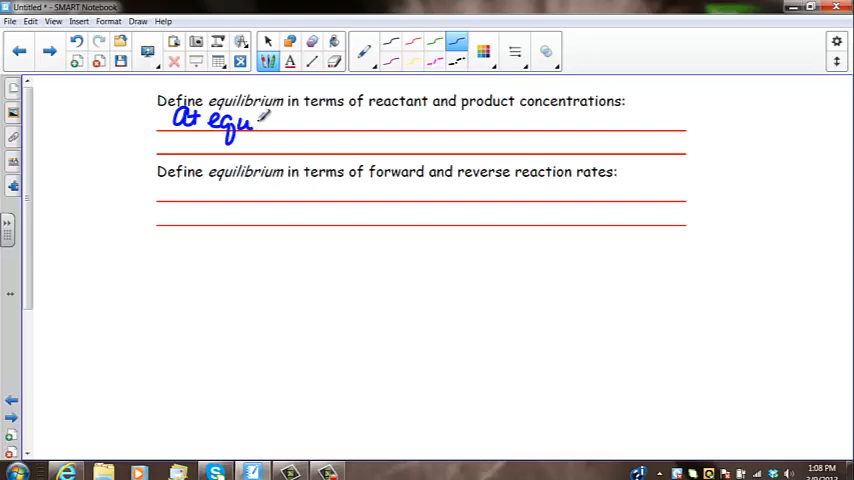 Untitled * - SMART Notebook
File Edit View Insert Format Draw Help
Define equilibrium in terms of reactant and product concentrations:
At equ
Define equilibrium in terms of forward and reverse reaction rates:
1:08 PM